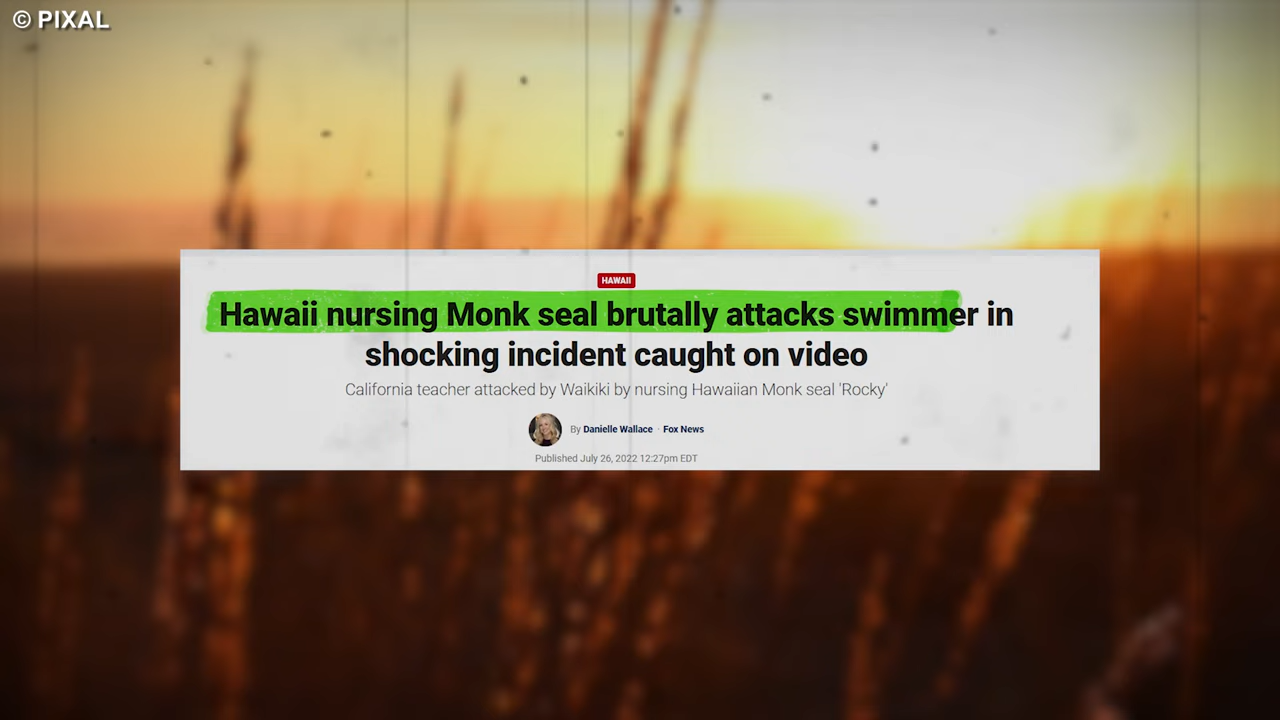 © PIXAL
HAWAII
Hawaii nursing Monk seal brutally attacks swimmer in
shocking incident caught on video
California teacher attacked by Waikiki by nursing Hawaiian Monk seal 'Rocky'
By Danielle Wallace · Fox News
Published July 26, 2022 12:27pm EDT